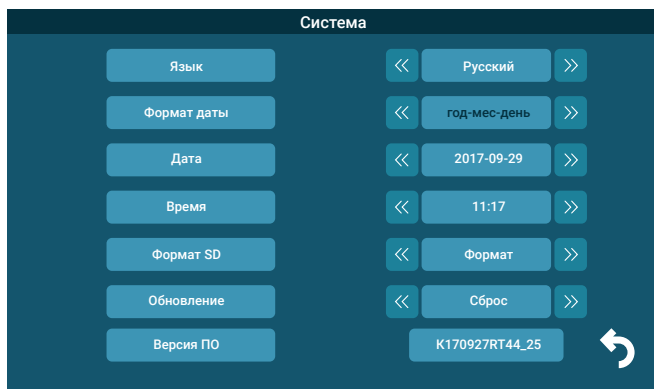 Система
Язык « Русский »
Формат даты « год-мес-день »
Дата « 2017-09-29 »
Время « 11:17 »
Формат SD « Формат »
Обновление « Сброс »
Версия ПО K170927RT44_25